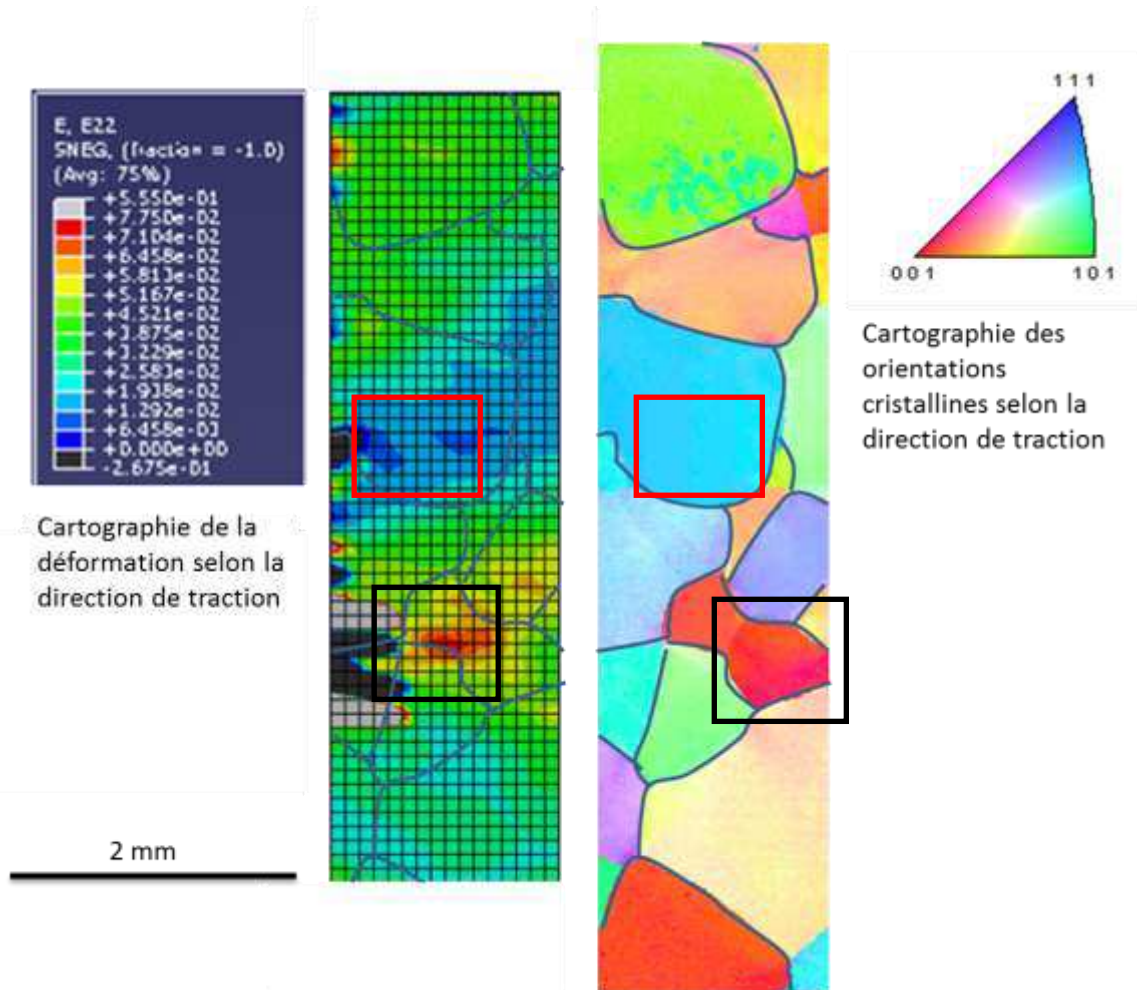 E, E22
SNEG, (fraction = -1.0)
(Avg: 75%)
+5.550e-01
+7.750e-02
+7.104e-02
+6.458e-02
+5.813e-02
+5.167e-02
+4.521e-02
+3.875e-02
+3.229e-02
+2.583e-02
+1.938e-02
+1.292e-02
+6.458e-03
+0.000e+00
-2.675e-01
Cartographie de la
déformation selon la
direction de traction
2 mm
111
001
101
Cartographie des
orientations
cristallines selon la
direction de traction